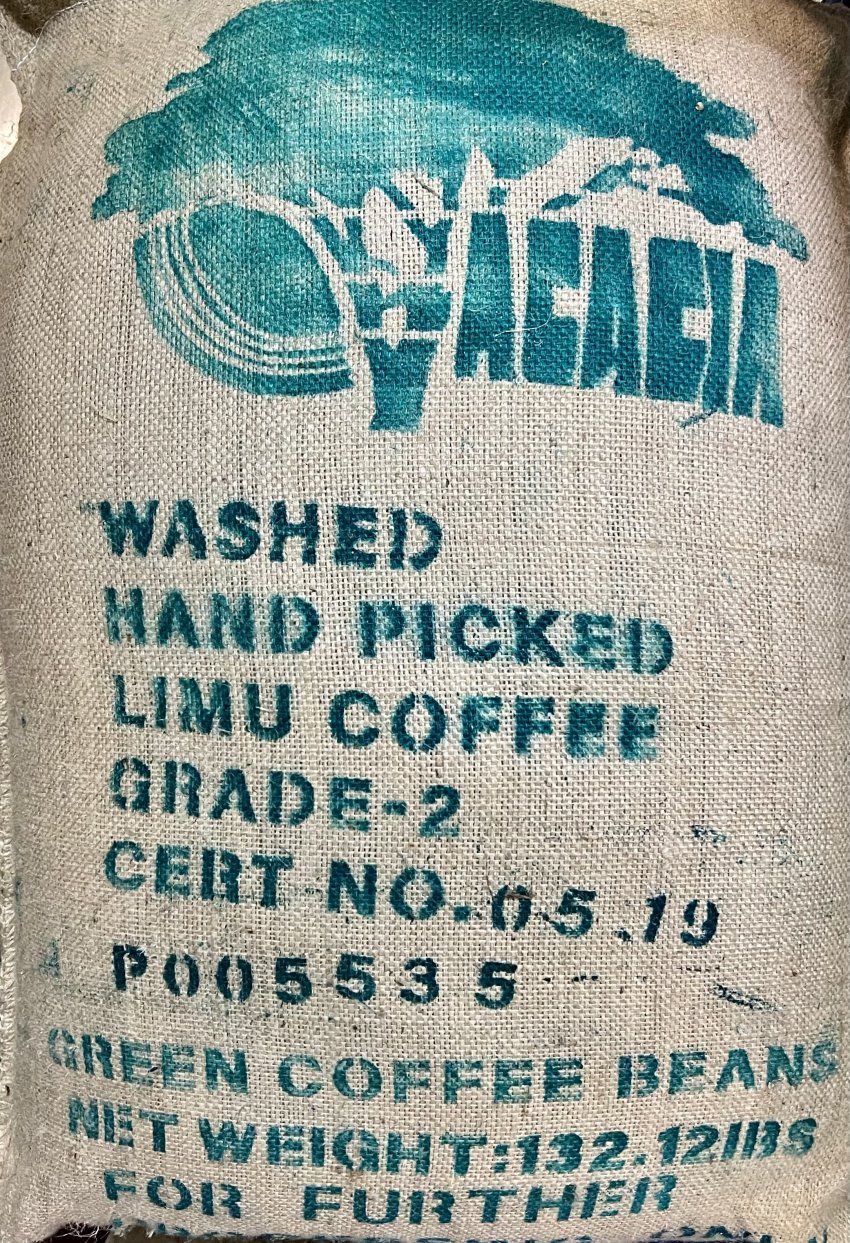 ACACIA
WASHED
HAND PICKED
LIMU COFFEE
GRADE-2
CERT NO. 05.19
P005535
GREEN COFFEE BEANS
NET WEIGHT:132.12lBS
FOR FURTHER